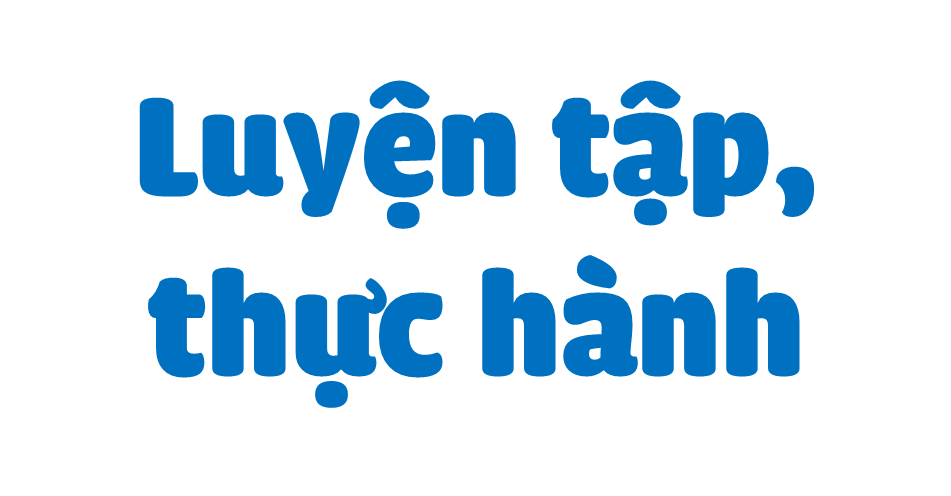 Luyện tập,
thực hành